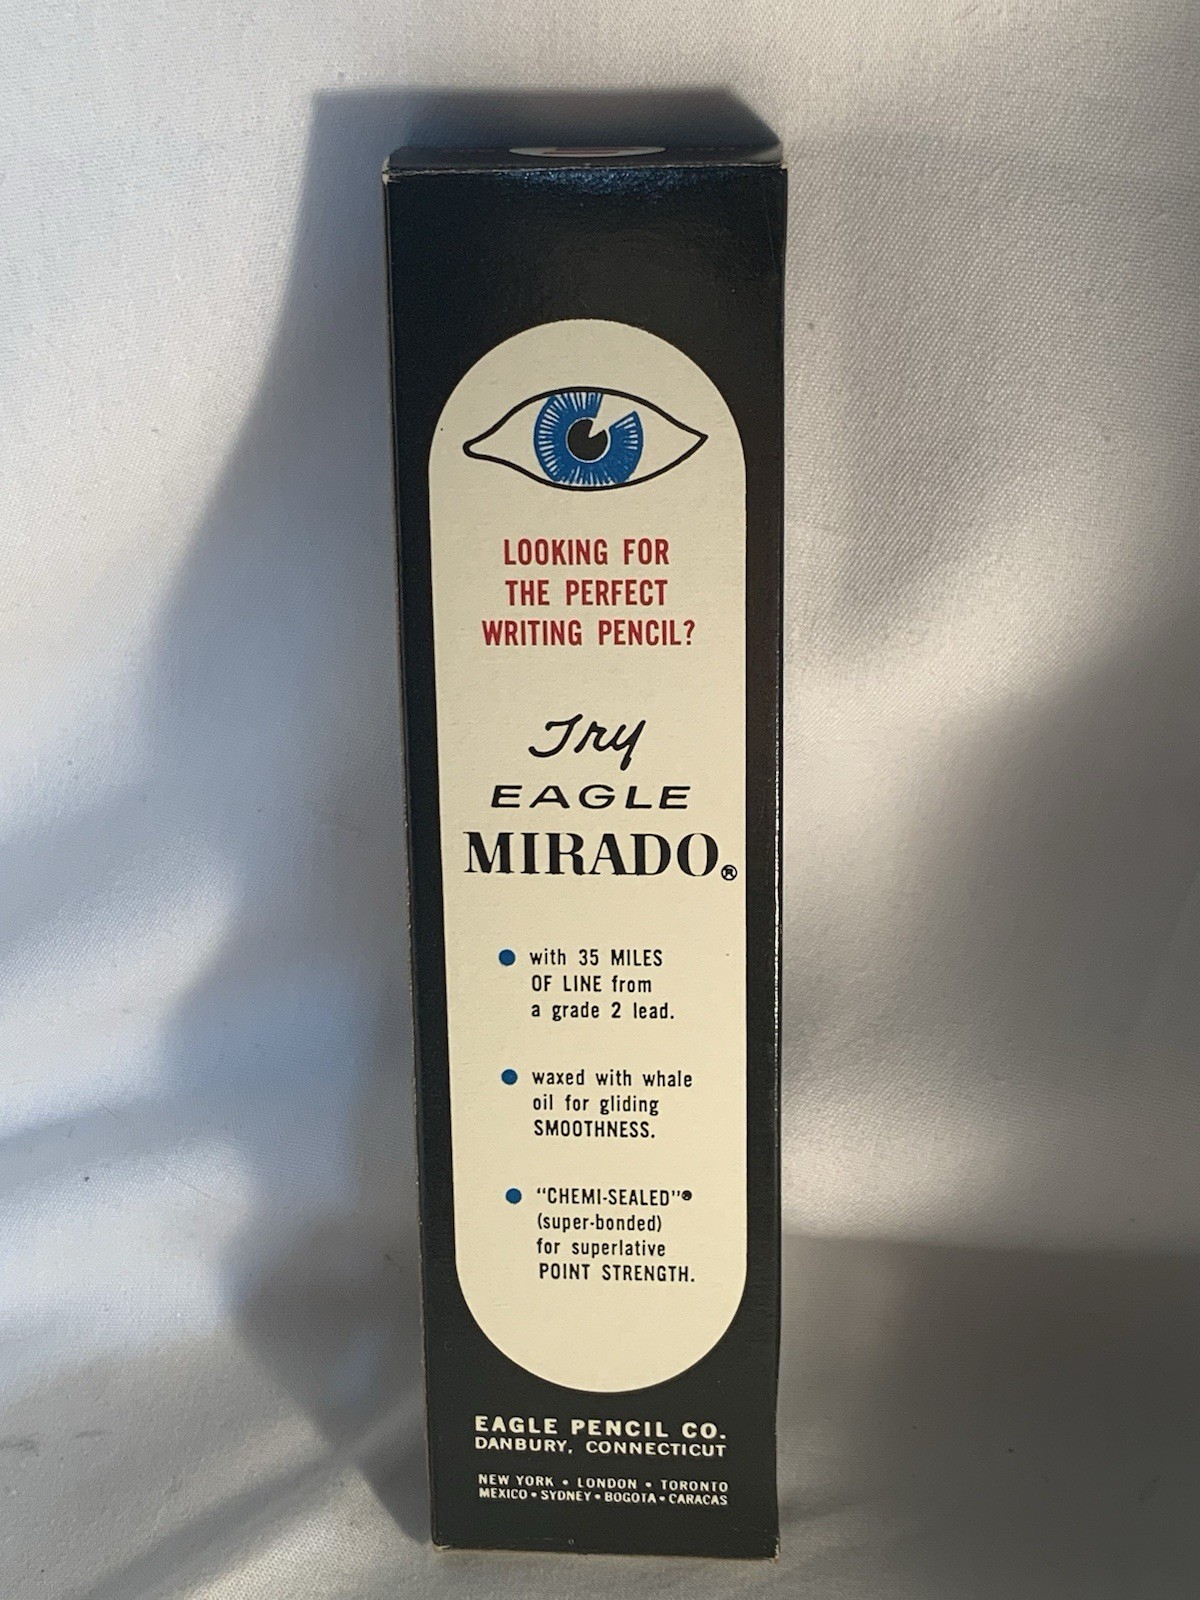 LOOKING FOR
THE PERFECT
WRITING PENCIL?
Try
EAGLE
MIRADO®
• with 35 MILES
OF LINE from
a grade 2 lead.
• waxed with whale
oil for gliding
SMOOTHNESS.
• “CHEMI-SEALED”®
(super-bonded)
for superlative
POINT STRENGTH.
EAGLE PENCIL CO.
DANBURY, CONNECTICUT
NEW YORK • LONDON • TORONTO
MEXICO • SYDNEY • BOGOTA • CARACAS